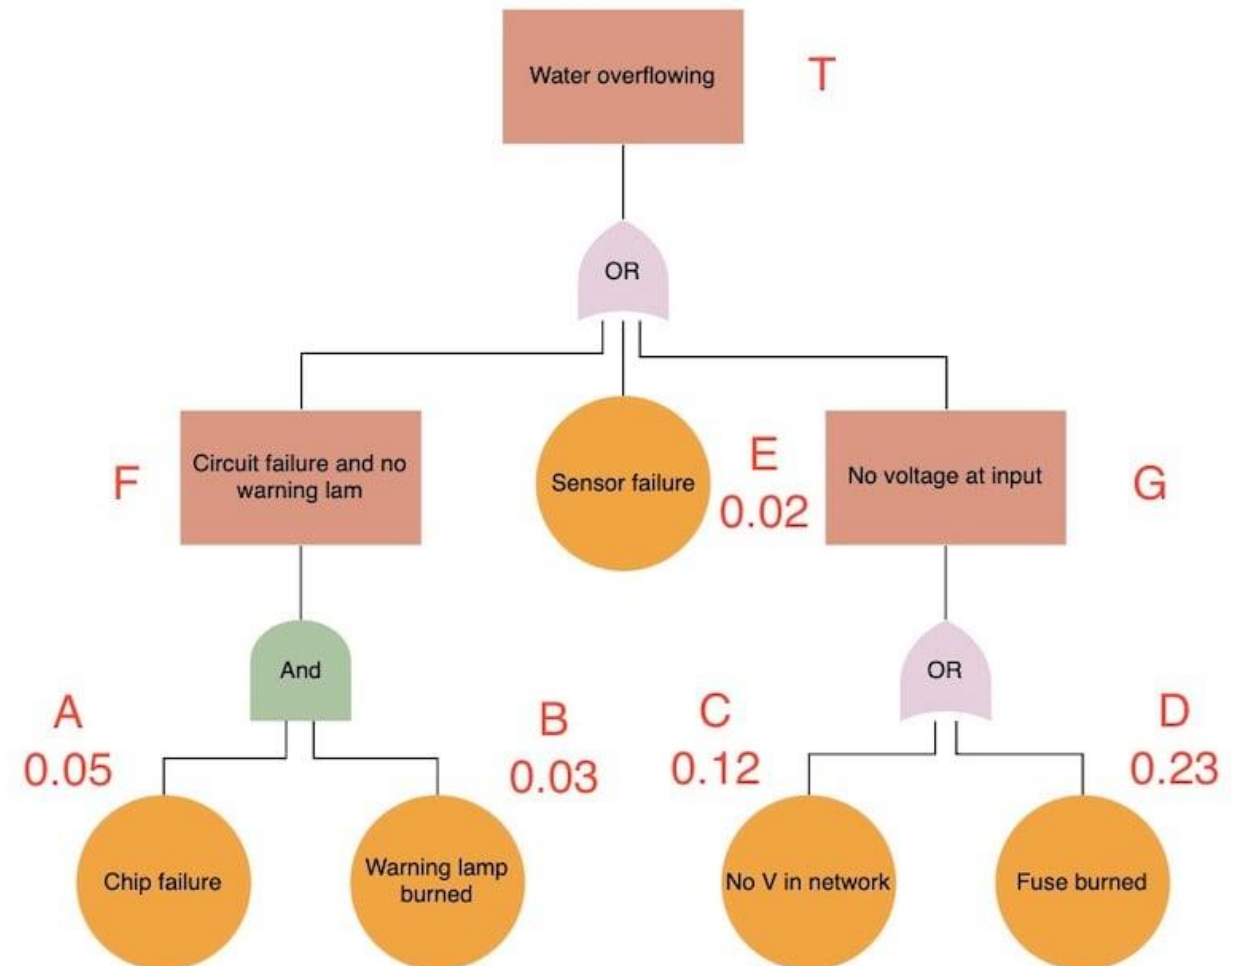 Water overflowing
T
OR
F
Circuit failure and no
warning lam
Sensor failure
E
0.02
No voltage at input
G
And
OR
A
0.05
B
0.03
C
0.12
D
0.23
Chip failure
Warning lamp
burned
No V in network
Fuse burned